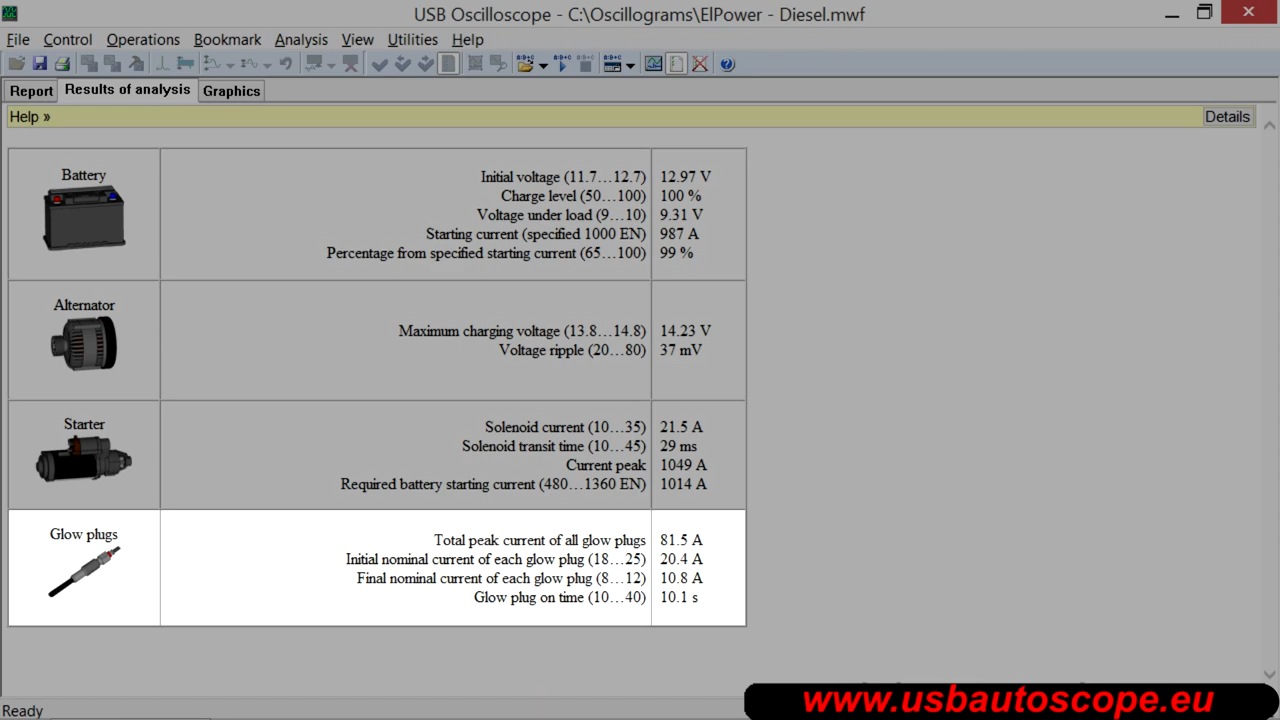 USB Oscilloscope - C:\Oscillograms\ElPower - Diesel.mwf
File Control Operations Bookmark Analysis View Utilities Help
Report Results of analysis Graphics
Help » Details
Battery
Initial voltage (11.7…12.7) 12.97 V
Charge level (50…100) 100 %
Voltage under load (9…10) 9.31 V
Starting current (specified 1000 EN) 987 A
Percentage from specified starting current (65…100) 99 %
Alternator
Maximum charging voltage (13.8…14.8) 14.23 V
Voltage ripple (20…80) 37 mV
Starter
Solenoid current (10…35) 21.5 A
Solenoid transit time (10…45) 29 ms
Current peak 1049 A
Required battery starting current (480…1360 EN) 1014 A
Glow plugs
Total peak current of all glow plugs 81.5 A
Initial nominal current of each glow plug (18…25) 20.4 A
Final nominal current of each glow plug (8…12) 10.8 A
Glow plug on time (10…40) 10.1 s
www.usbautoscope.eu
Ready